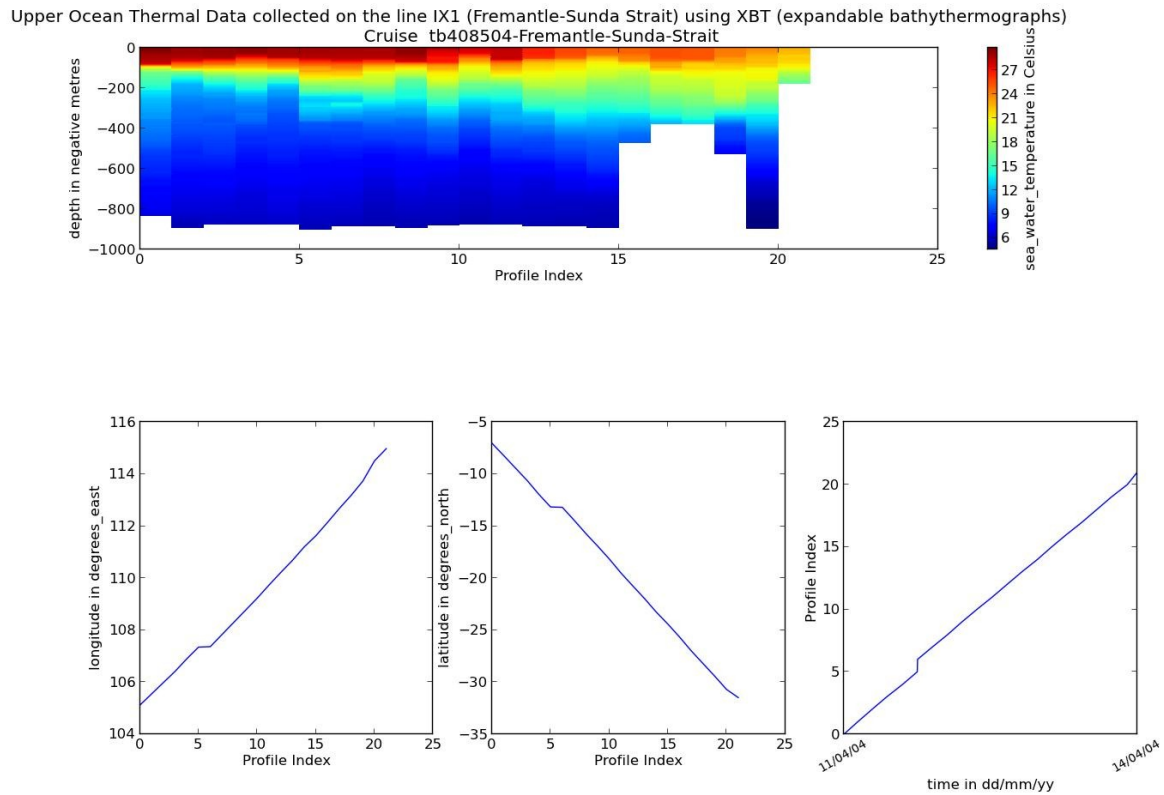 Upper Ocean Thermal Data collected on the line IX1 (Fremantle-Sunda Strait) using XBT (expandable bathythermographs)
Cruise tb408504-Fremantle-Sunda-Strait
depth in negative metres
0
−200
−400
−600
−800
−1000
0 5 10 15 20 25
Profile Index
27
24
21
18
15
12
9
6
sea_water_temperature in Celsius
longitude in degrees_east
116
114
112
110
108
106
104
0 5 10 15 20 25
Profile Index
latitude in degrees_north
−5
−10
−15
−20
−25
−30
−35
0 5 10 15 20 25
Profile Index
Profile Index
25
20
15
10
5
0
11/04/04 14/04/04
time in dd/mm/yy